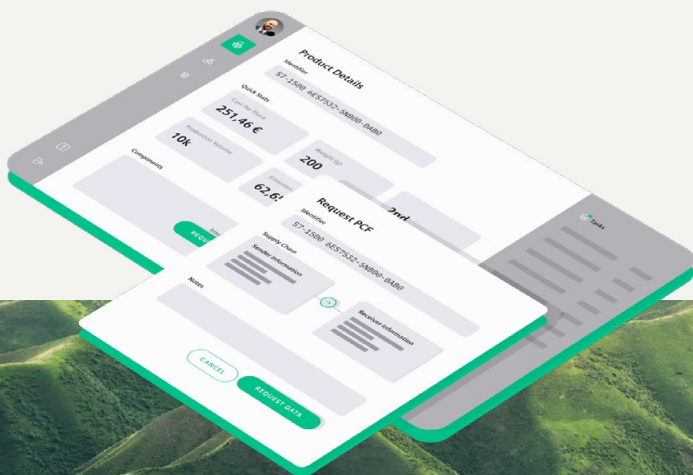 Product Details
Identifier
S7-1500 6ES7532-5NB00-0AB0
Quick Stats
Cost Per Piece
251,46 €
Weight (g)
200
2nd
Production Volume
10k
Emissions
62,6
Components
Tasks
Request PCF
Identifier
S7-1500 6ES7532-5NB00-0AB0
Supply Chain
Sender Information
Receiver Information
Notes
CANCEL
REQUEST DATA